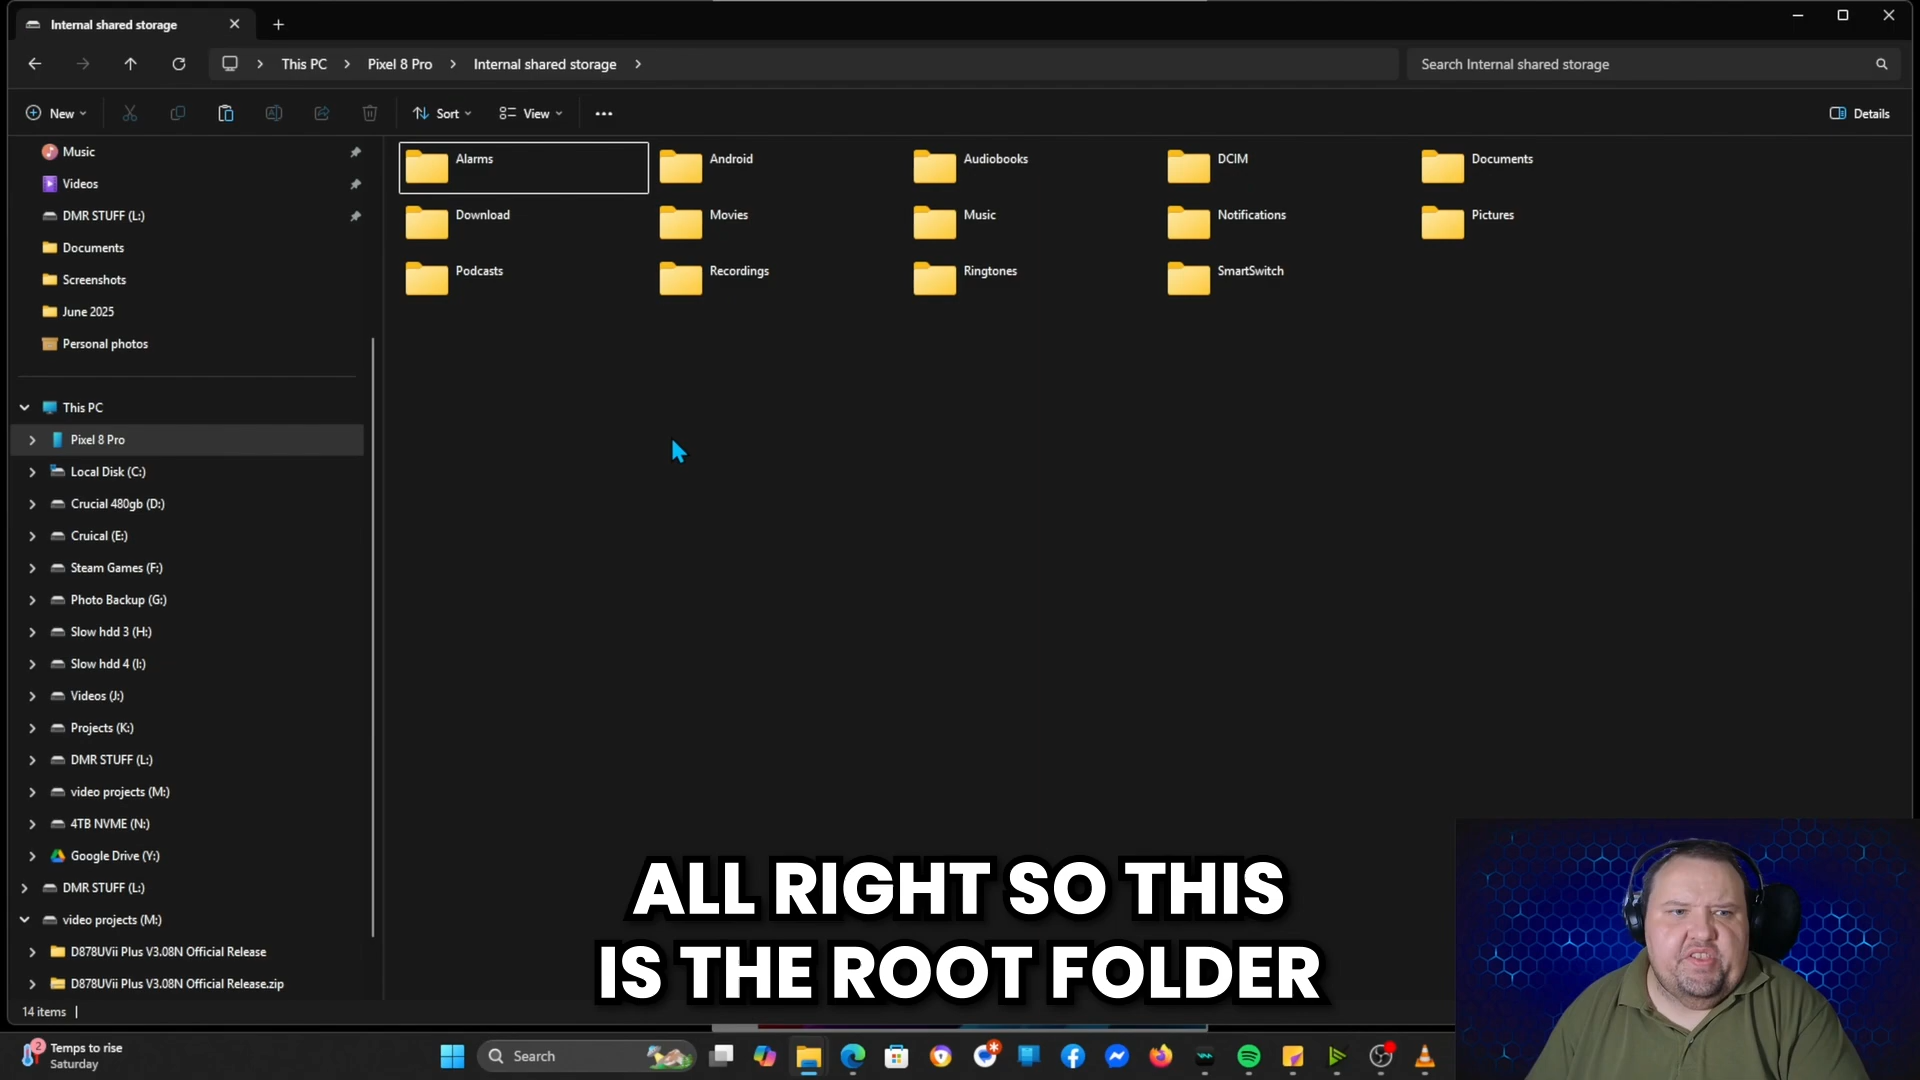 Internal shared storage
This PC > Pixel 8 Pro > Internal shared storage >
Search Internal shared storage
New
Sort
View
Details
Music
Videos
DMR STUFF (L:)
Documents
Screenshots
June 2025
Personal photos
This PC
Pixel 8 Pro
Local Disk (C:)
Crucial 480gb (D:)
Cruical (E:)
Steam Games (F:)
Photo Backup (G:)
Slow hdd 3 (H:)
Slow hdd 4 (I:)
Videos (J:)
Projects (K:)
DMR STUFF (L:)
video projects (M:)
4TB NVME (N:)
Google Drive (Y:)
DMR STUFF (L:)
video projects (M:)
D878UVii Plus V3.08N Official Release
D878UVii Plus V3.08N Official Release.zip
14 items
Alarms
Android
Audiobooks
DCIM
Documents
Download
Movies
Music
Notifications
Pictures
Podcasts
Recordings
Ringtones
SmartSwitch
ALL RIGHT SO THIS
IS THE ROOT FOLDER
2
Temps to rise
Saturday
Search